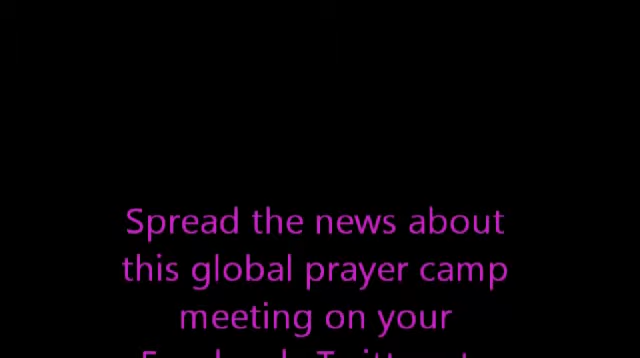 Spread the news about
this global prayer camp
meeting on your